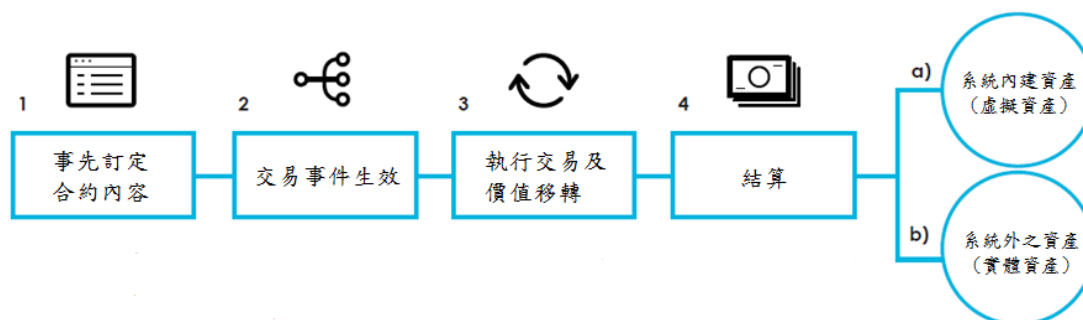 1
事先訂定
合約內容
2
交易事件生效
3
執行交易及
價值移轉
4
結算
a)
系統內建資產
(虛擬資產)
b)
系統外之資產
(實體資產)